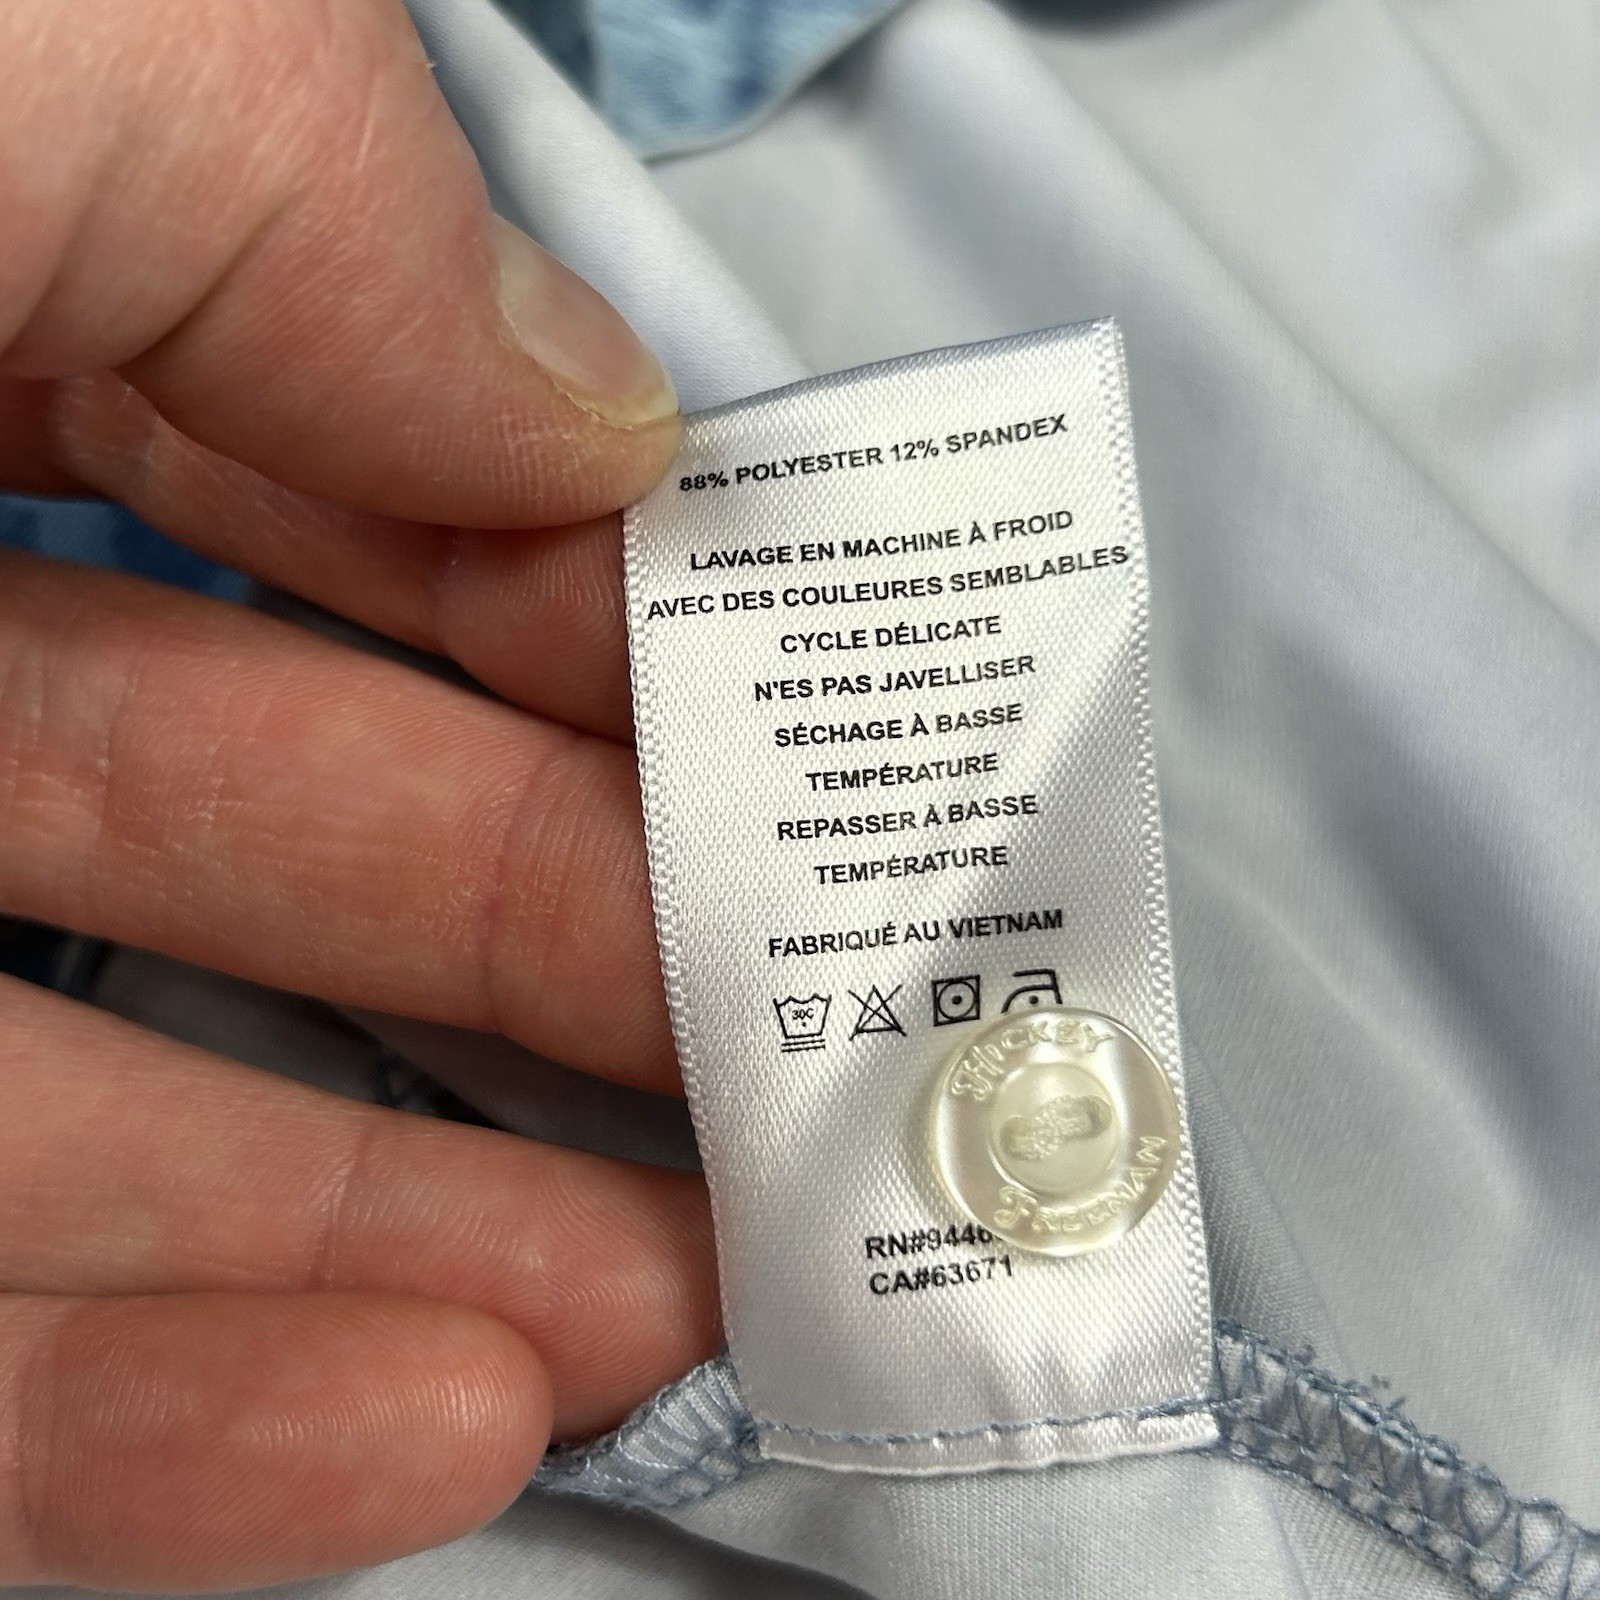 88% POLYESTER 12% SPANDEX
LAVAGE EN MACHINE À FROID
AVEC DES COULEURES SEMBLABLES
CYCLE DÉLICATE
N'ES PAS JAVELLISER
SÉCHAGE À BASSE
TEMPÉRATURE
REPASSER À BASSE
TEMPÉRATURE
FABRIQUÉ AU VIETNAM
30C
HICKEY
FREEMAN
CA#63671